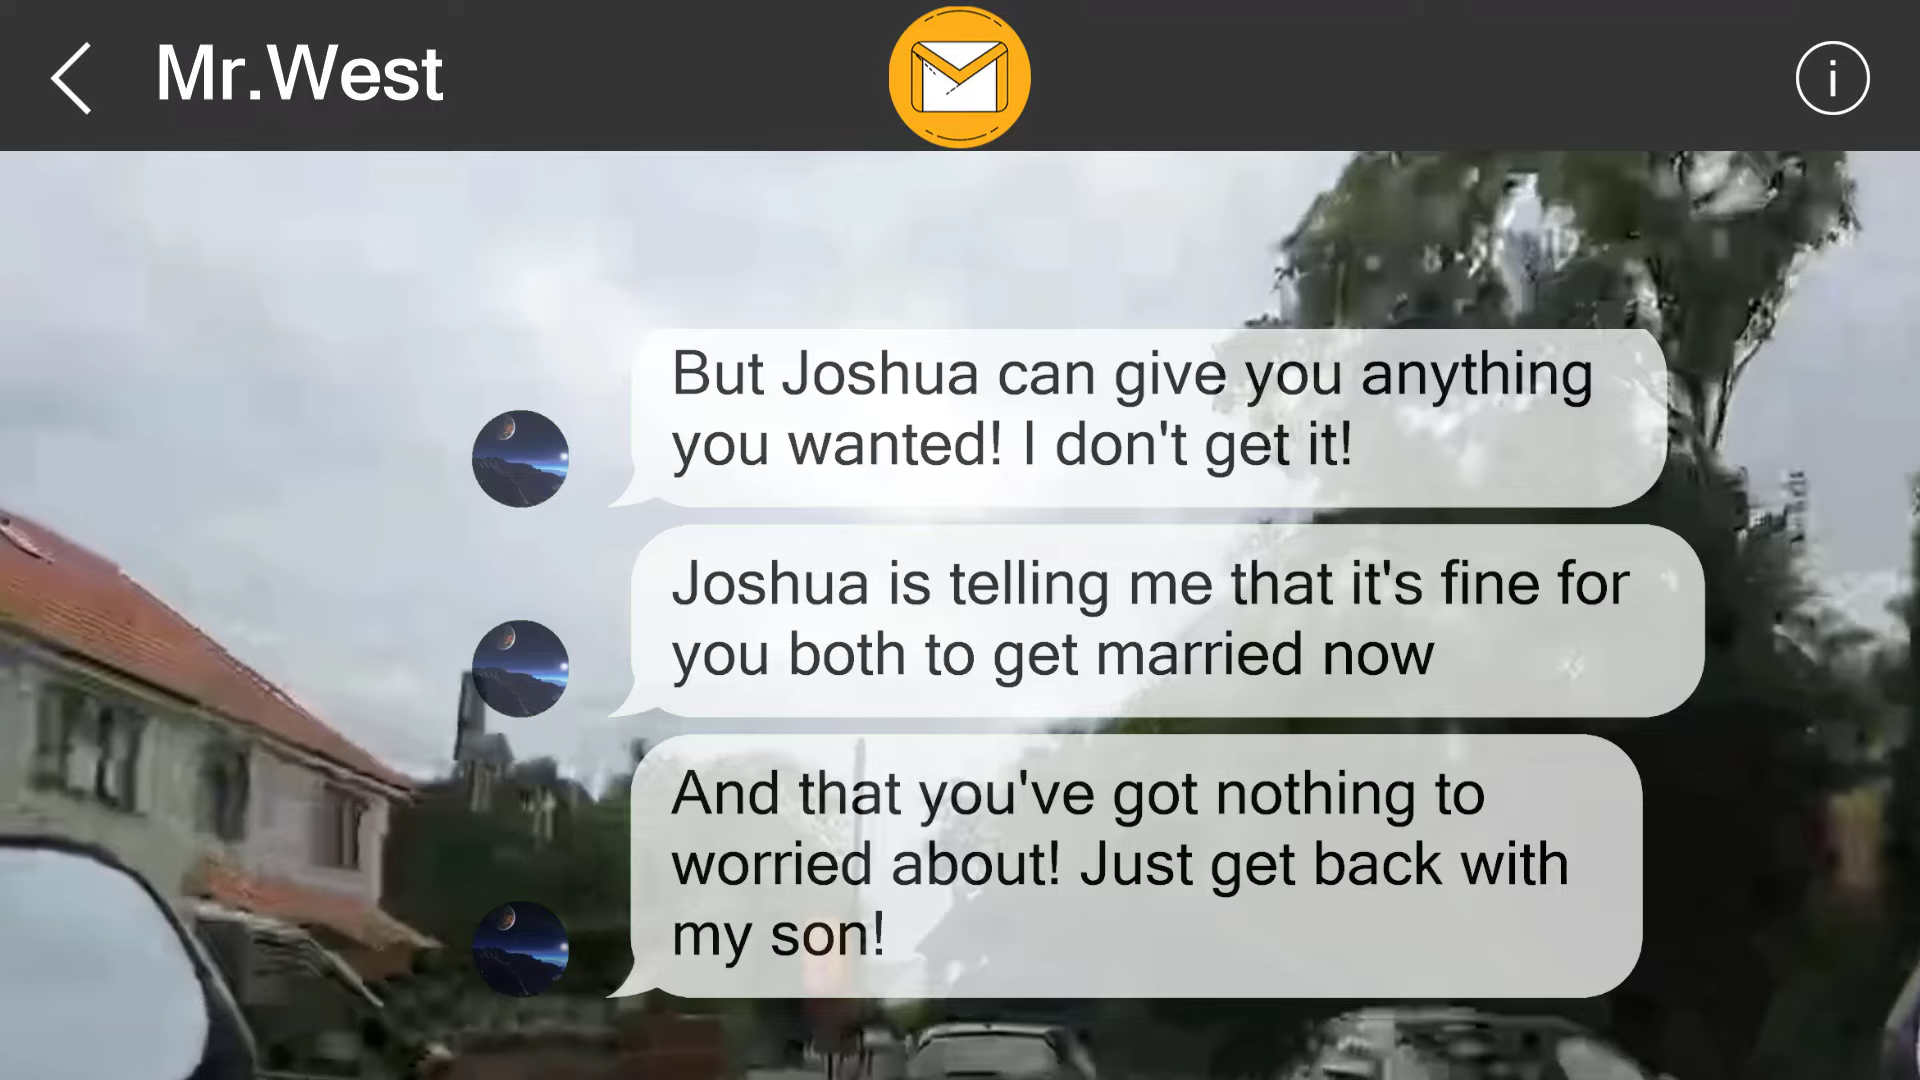 Mr.West
i
But Joshua can give you anything
you wanted! I don't get it!
Joshua is telling me that it's fine for
you both to get married now
And that you've got nothing to
worried about! Just get back with
my son!